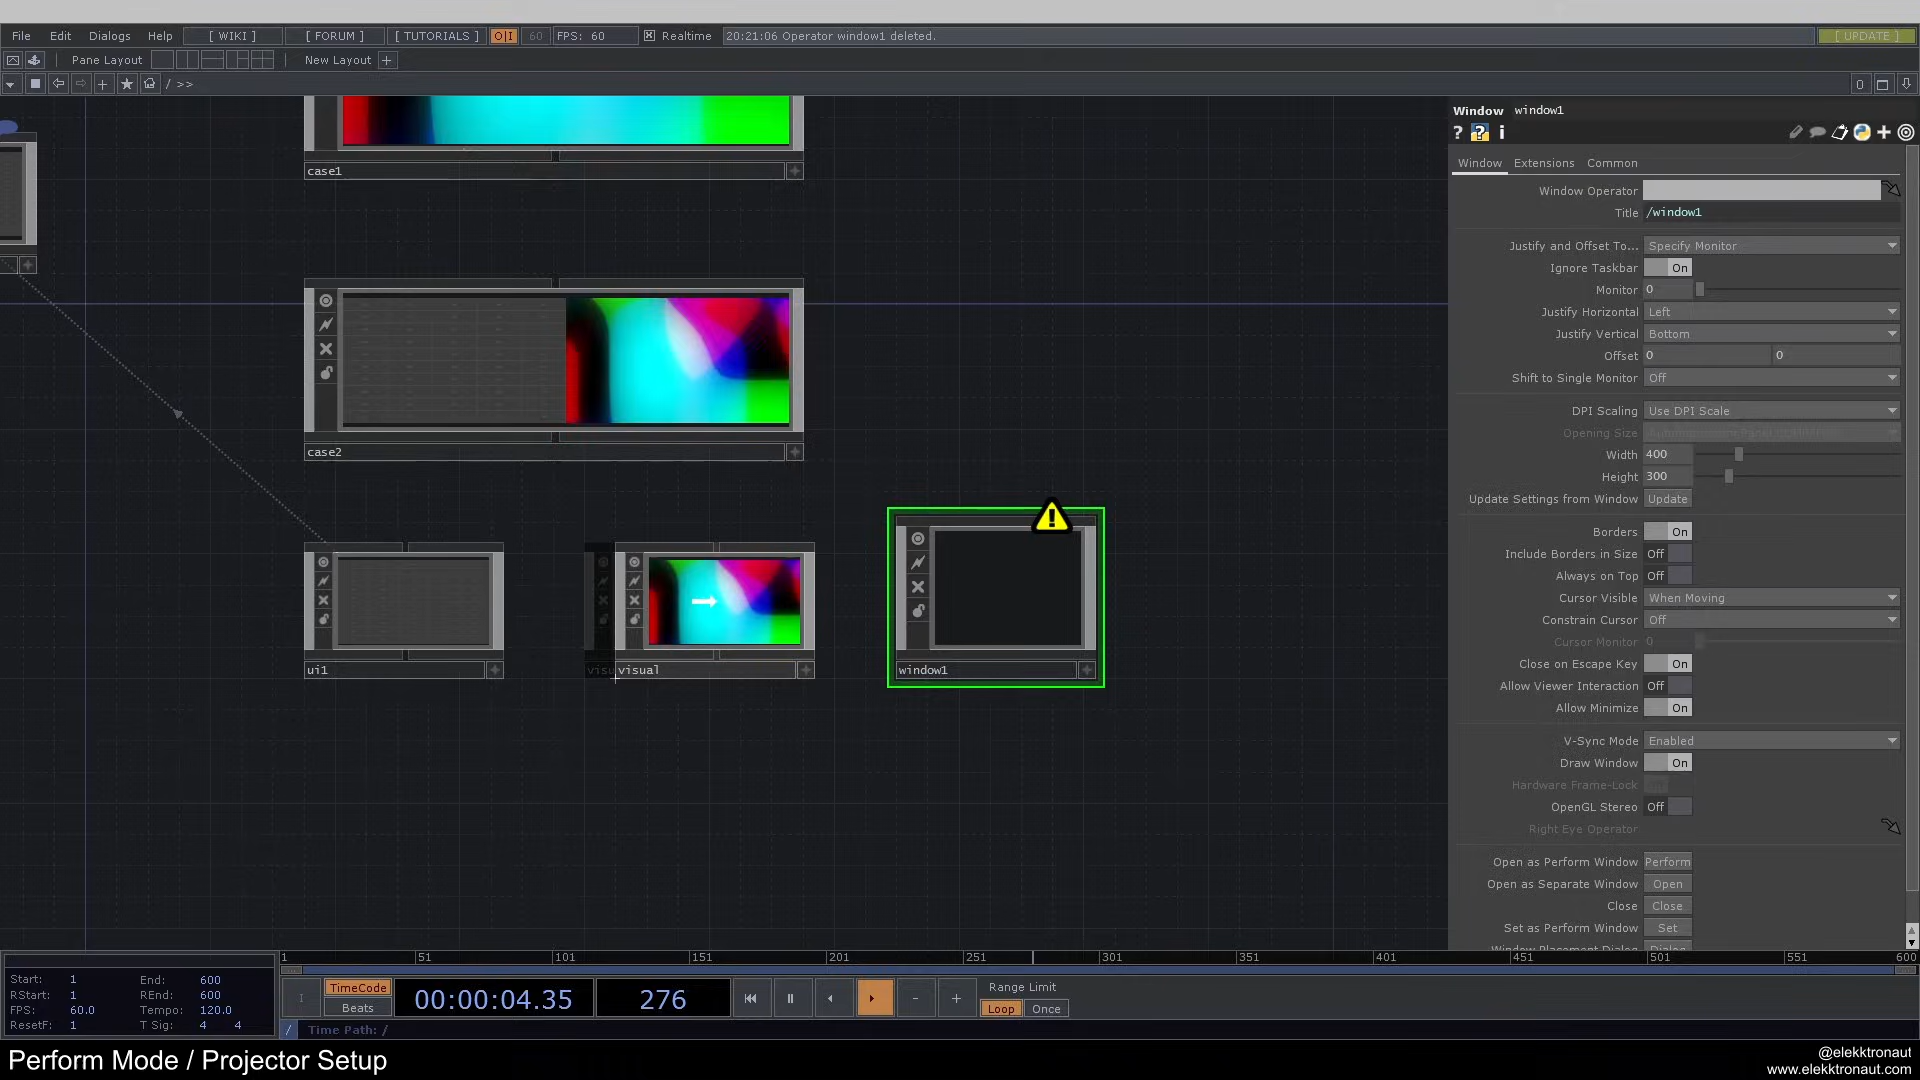 File Edit Dialogs Help [ WIKI ] [ FORUM ] [ TUTORIALS ] O|I 60 FPS: 60 Realtime 20:21:06 Operator window1 deleted. [ UPDATE ]
Pane Layout New Layout +
/ >> 0
Window window1
? ? i
Window Extensions Common
Window Operator
Title /window1
Justify and Offset To... Specify Monitor
Ignore Taskbar On
Monitor 0
Justify Horizontal Left
Justify Vertical Bottom
Offset 0 0
Shift to Single Monitor Off
DPI Scaling Use DPI Scale
Opening Size
Width 400
Height 300
Update Settings from Window Update
Borders On
Include Borders in Size Off
Always on Top Off
Cursor Visible When Moving
Constrain Cursor Off
Cursor Monitor 0
Close on Escape Key On
Allow Viewer Interaction Off
Allow Minimize On
V-Sync Mode Enabled
Draw Window On
Hardware Frame-Lock
OpenGL Stereo Off
Right Eye Operator
Open as Perform Window Perform
Open as Separate Window Open
Close Close
Set as Perform Window Set
Window Placement Dialog Dialog
case1
case2
ui1
visu
visual
window1
1 51 101 151 201 251 301 351 401 451 501 551 600
Start: 1 End: 600
RStart: 1 REnd: 600
FPS: 60.0 Tempo: 120.0
ResetF: 1 T Sig: 4 4
TimeCode
Beats
00:00:04.35
276
Range Limit
Loop Once
/ Time Path: /
Perform Mode / Projector Setup
@elekktronaut
www.elekktronaut.com